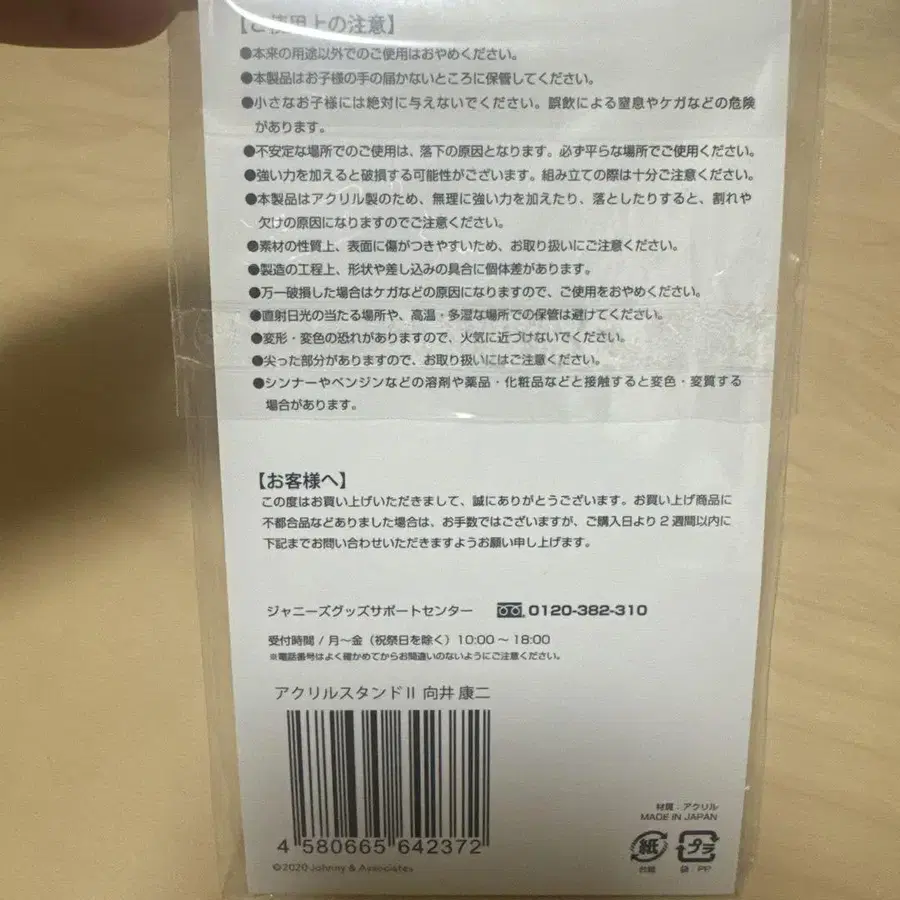 【ご使用上の注意】
●本来の用途以外でのご使用はおやめください。
●本製品はお子様の手の届かないところに保管してください。
●小さなお子様には絶対に与えないでください。誤飲による窒息やケガなどの危険
があります。
●不安定な場所でのご使用は、落下の原因となります。必ず平らな場所でご使用ください。
●強い力を加えると破損する可能性がございます。組み立ての際は十分ご注意ください。
●本製品はアクリル製のため、無理に強い力を加えたり、落としたりすると、割れや
欠けの原因になりますのでご注意ください。
●素材の性質上、表面に傷がつきやすいため、お取り扱いにご注意ください。
●製造の工程上、形状や差し込みの具合に個体差があります。
●万一破損した場合はケガなどの原因になりますので、ご使用をおやめください。
●直射日光の当たる場所や、高温・多湿な場所での保管は避けてください。
●変形・変色の恐れがありますので、火気に近づけないでください。
●尖った部分がありますので、お取り扱いにはご注意ください。
●シンナーやベンジンなどの溶剤や薬品・化粧品などと接触すると変色・変質する
場合があります。
【お客様へ】
この度はお買い上げいただきまして、誠にありがとうございます。お買い上げ商品に
不都合品などありました場合は、お手数ではございますが、ご購入日より2週間以内に
下記までお問い合わせいただきますようお願い申し上げます。
ジャニーズグッズサポートセンター 0120-382-310
受付時間 / 月〜金（祝祭日を除く）10:00 〜 18:00
※電話番号はよく確かめてからお間違いのないようにご注意ください。
アクリルスタンドⅡ 向井 康二
材質：アクリル
MADE IN JAPAN
4 580665 642372
紙 プラ
台紙 袋：PP
©2020 Johnny & Associates